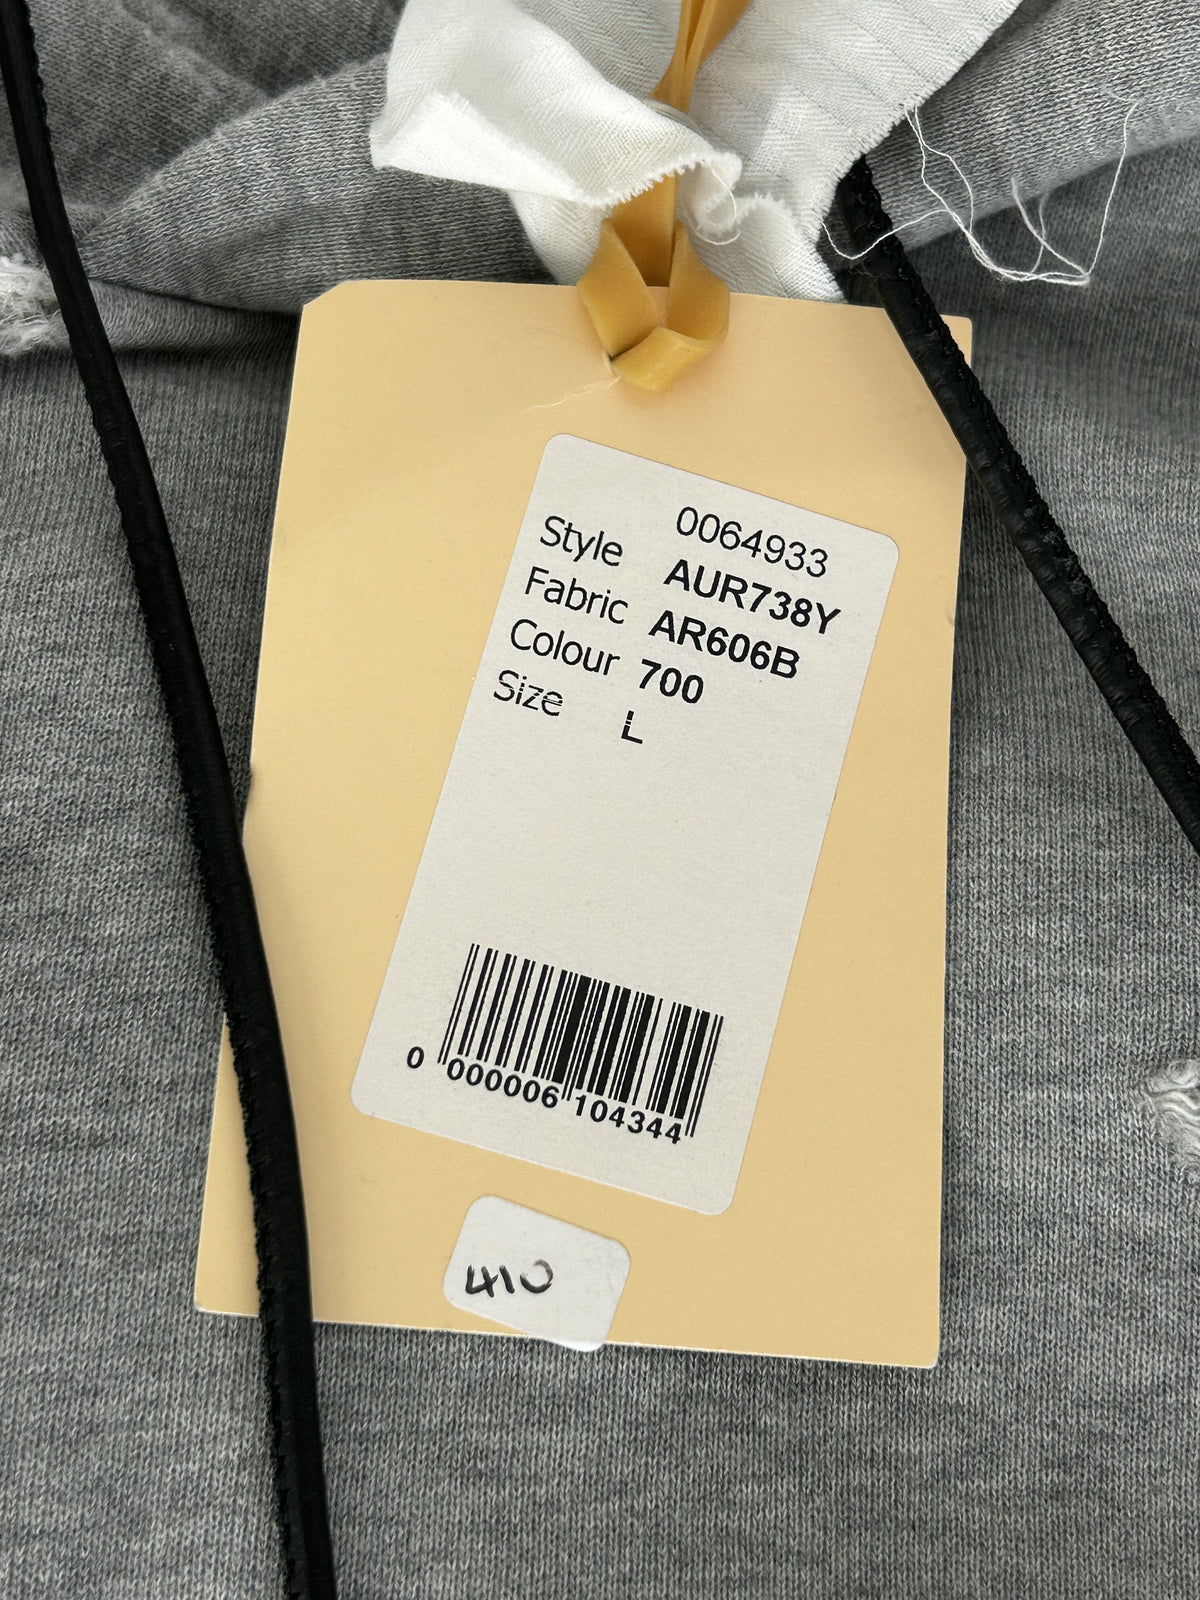 0064933
Style AUR738Y
Fabric AR606B
Colour 700
Size L
0 000006 104344
410